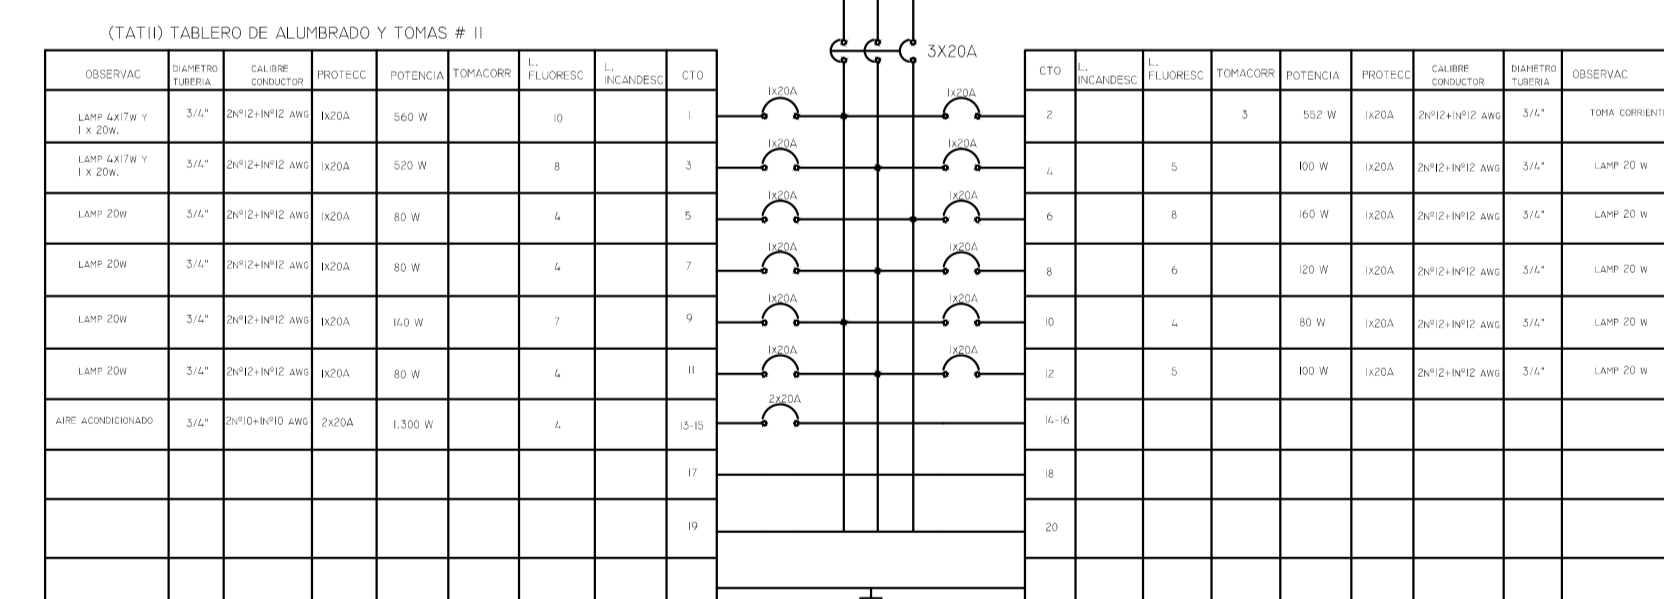 (TAT11) TABLERO DE ALUMBRADO Y TOMAS # 11
3X20A
OBSERVAC DIAMETRO TUBERIA CALIBRE CONDUCTOR PROTECC POTENCIA TOMACORR L. FLUORESC L. INCANDESC CTO
CTO L. INCANDESC L. FLUORESC TOMACORR POTENCIA PROTECC CALIBRE CONDUCTOR DIAMETRO TUBERIA OBSERVAC
LAMP 4X17W Y 1 X 20W. 3/4" 2Nº12+1Nº12 AWG 1X20A 560 W 10 1 1X20A
1X20A 2 3 552 W 1X20A 2Nº12+1Nº12 AWG 3/4" TOMA CORRIENTE
LAMP 4X17W Y 1 X 20W. 3/4" 2Nº12+1Nº12 AWG 1X20A 520 W 8 3 1X20A
1X20A 4 5 100 W 1X20A 2Nº12+1Nº12 AWG 3/4" LAMP 20 W
LAMP 20W 3/4" 2Nº12+1Nº12 AWG 1X20A 80 W 4 5 1X20A
1X20A 6 8 160 W 1X20A 2Nº12+1Nº12 AWG 3/4" LAMP 20 W
LAMP 20W 3/4" 2Nº12+1Nº12 AWG 1X20A 80 W 4 7 1X20A
1X20A 8 6 120 W 1X20A 2Nº12+1Nº12 AWG 3/4" LAMP 20 W
LAMP 20W 3/4" 2Nº12+1Nº12 AWG 1X20A 140 W 7 9 1X20A
1X20A 10 4 80 W 1X20A 2Nº12+1Nº12 AWG 3/4" LAMP 20 W
LAMP 20W 3/4" 2Nº12+1Nº12 AWG 1X20A 80 W 4 11 1X20A
1X20A 12 5 100 W 1X20A 2Nº12+1Nº12 AWG 3/4" LAMP 20 W
AIRE ACONDICIONADO 3/4" 2Nº10+1Nº10 AWG 2X20A 1.300 W 4 13-15 2X20A
14-16
17
18
19
20